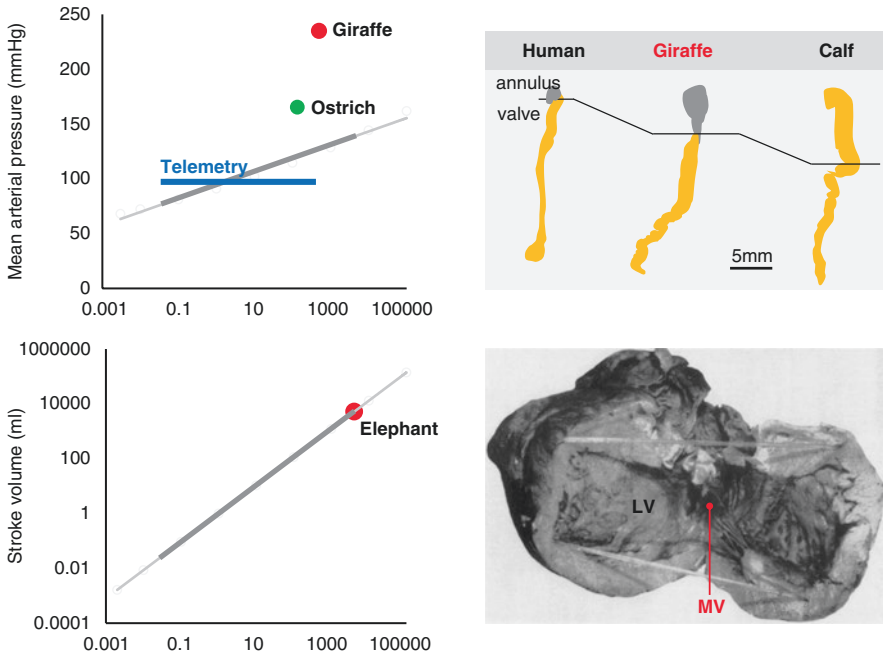 Mean arterial pressure (mmHg)
250
200
150
100
50
0
Giraffe
Ostrich
Telemetry
0.001
0.1
10
1000
100000
Human
Giraffe
Calf
annulus
valve
5mm
Stroke volume (ml)
1000000
10000
100
1
0.01
0.0001
Elephant
0.001
0.1
10
1000
100000
LV
MV